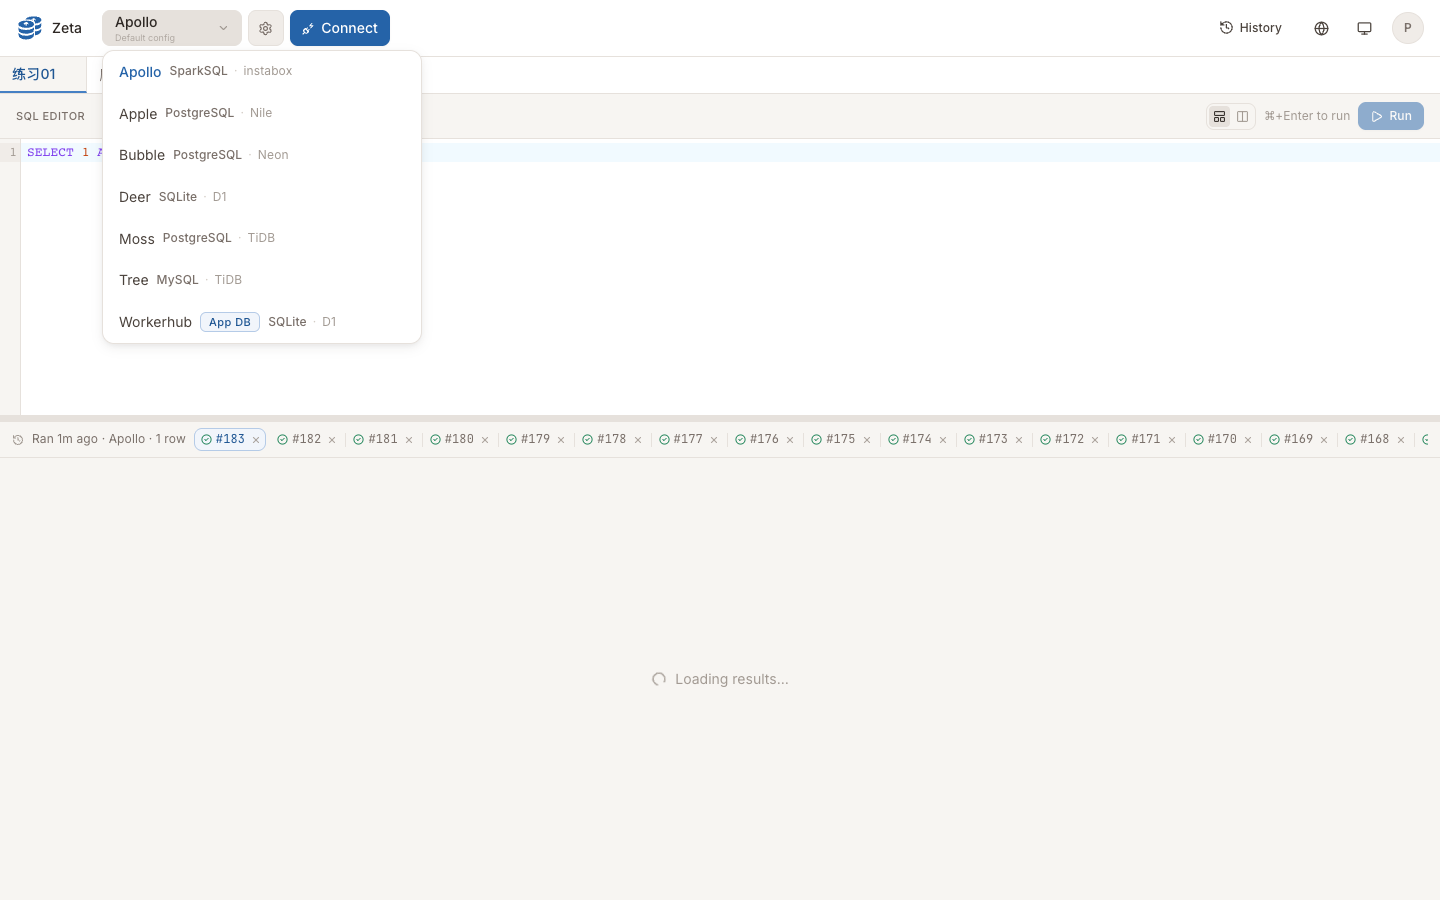 Zeta
Apollo
Default config
Connect
History
P
练习01
Apollo SparkSQL · instabox
Apple PostgreSQL · Nile
Bubble PostgreSQL · Neon
Deer SQLite · D1
Moss PostgreSQL · TiDB
Tree MySQL · TiDB
Workerhub App DB SQLite · D1
SQL EDITOR
⌘+Enter to run
Run
1
SELECT 1
Ran 1m ago · Apollo · 1 row
#183 × #182 × #181 × #180 × #179 × #178 × #177 × #176 × #175 × #174 × #173 × #172 × #171 × #170 × #169 × #168 ×
Loading results...